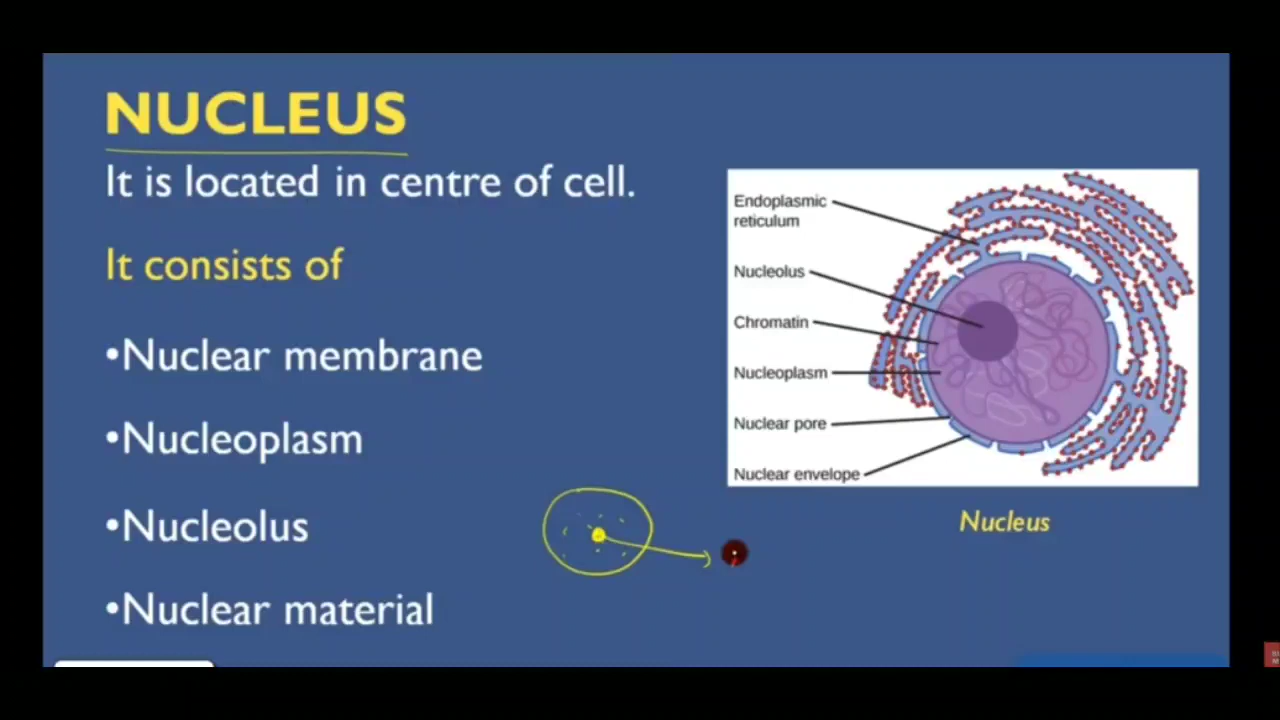 NUCLEUS
It is located in centre of cell.
It consists of
•Nuclear membrane
•Nucleoplasm
•Nucleolus
•Nuclear material
Endoplasmic
reticulum
Nucleolus
Chromatin
Nucleoplasm
Nuclear pore
Nuclear envelope
Nucleus